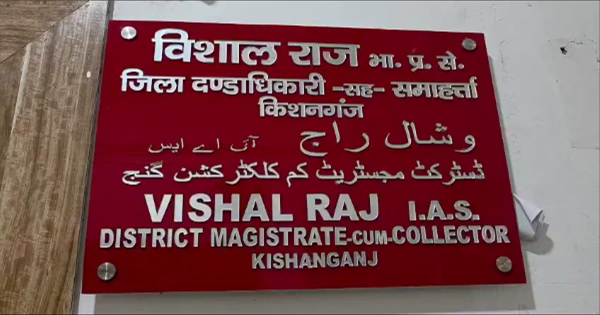 विशाल राज भा. प्र. से.
जिला दण्डाधिकारी -सह- समाहर्त्ता
किशनगंज
وشال راج آئی اے ایس
ڈسٹرکٹ مجسٹریٹ کم کلکٹر کشن گنج
VISHAL RAJ I.A.S.
DISTRICT MAGISTRATE-CUM-COLLECTOR
KISHANGANJ